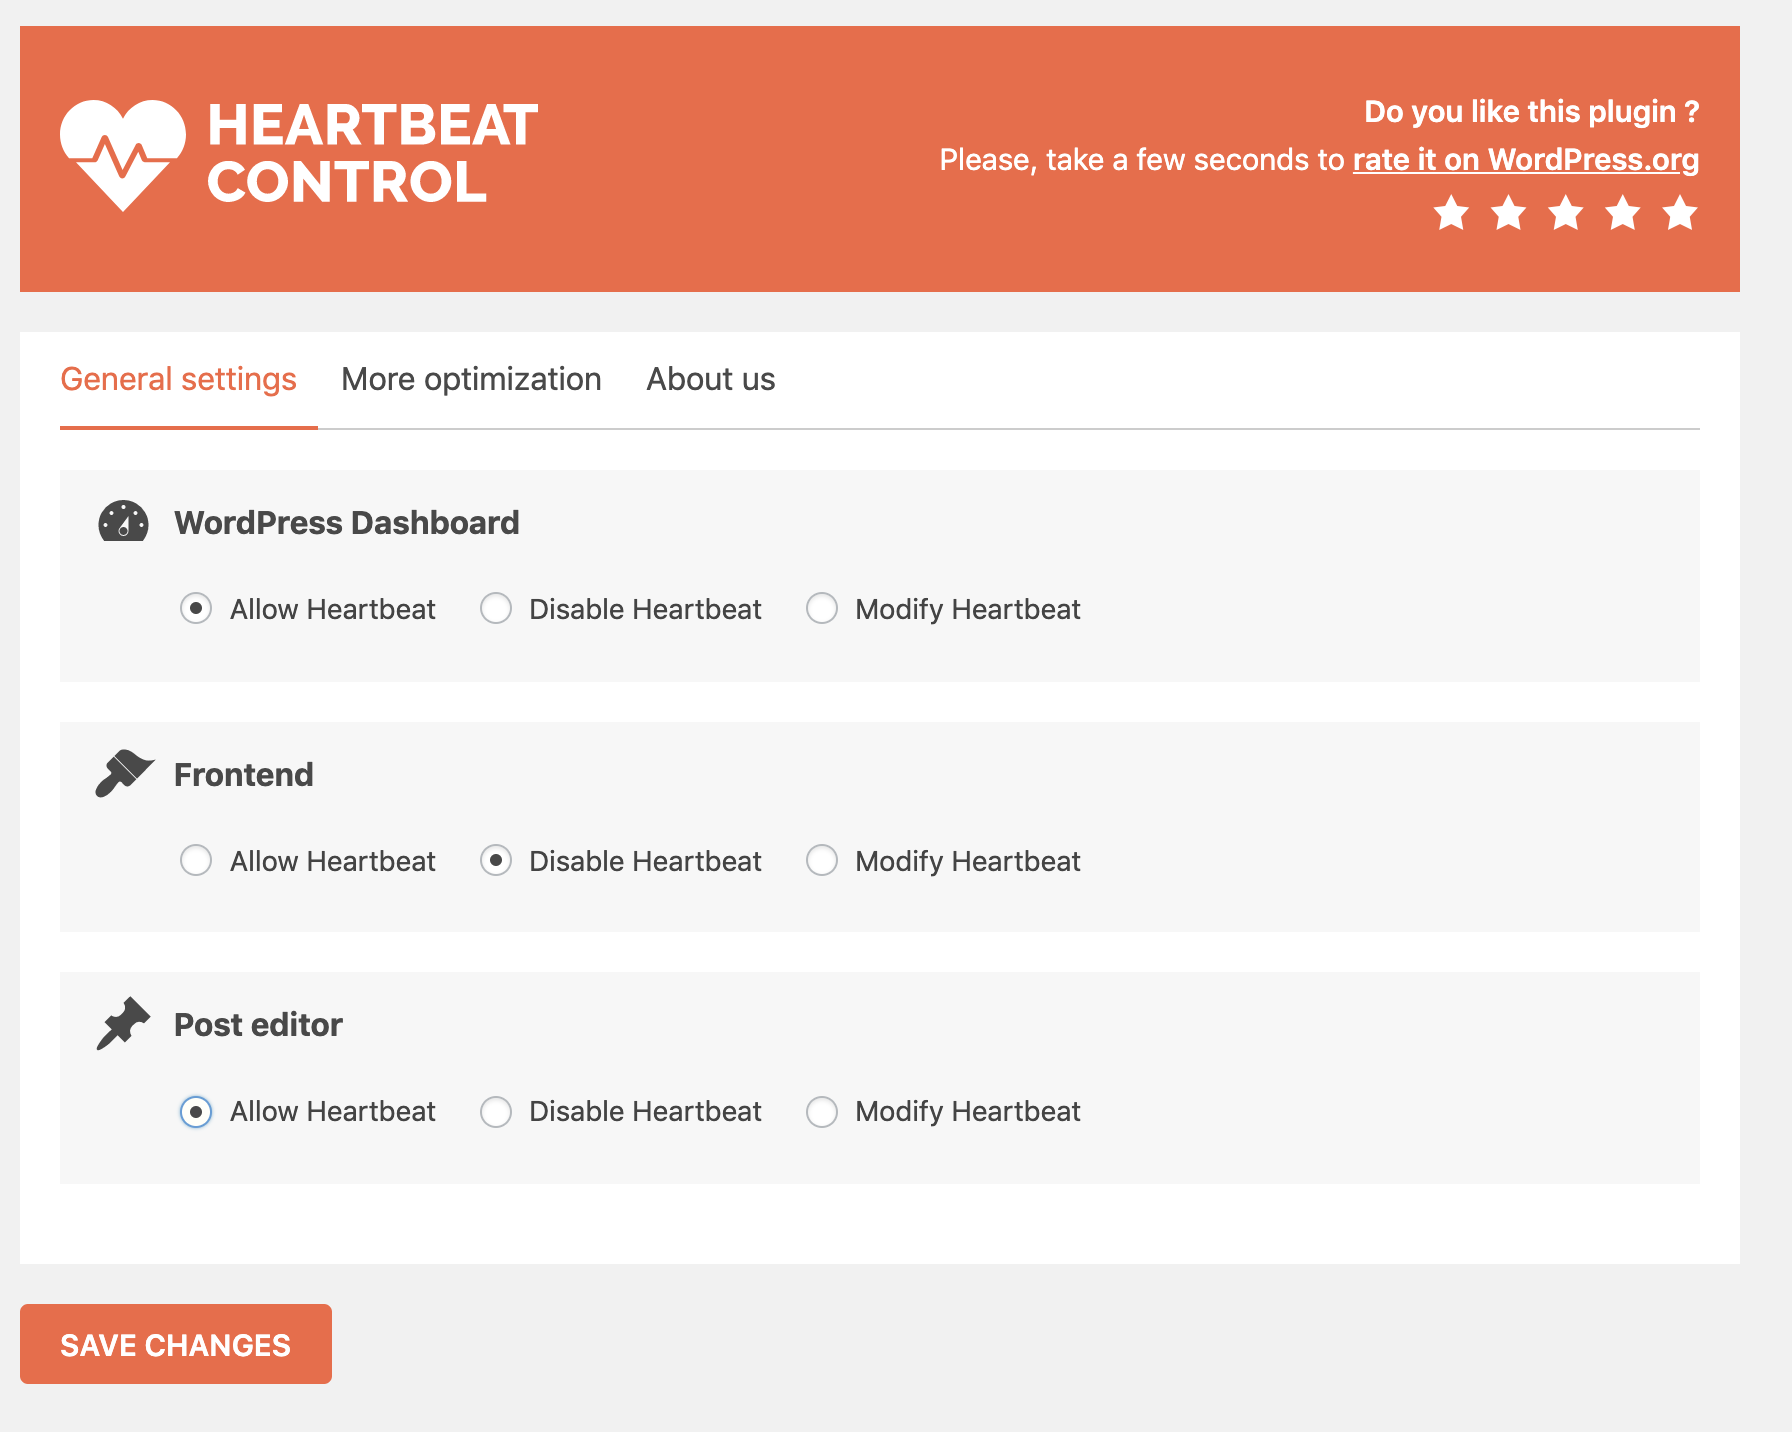 HEARTBEAT
CONTROL
Do you like this plugin ?
Please, take a few seconds to rate it on WordPress.org
General settings More optimization About us
WordPress Dashboard
Allow Heartbeat Disable Heartbeat Modify Heartbeat
Frontend
Allow Heartbeat Disable Heartbeat Modify Heartbeat
Post editor
Allow Heartbeat Disable Heartbeat Modify Heartbeat
SAVE CHANGES